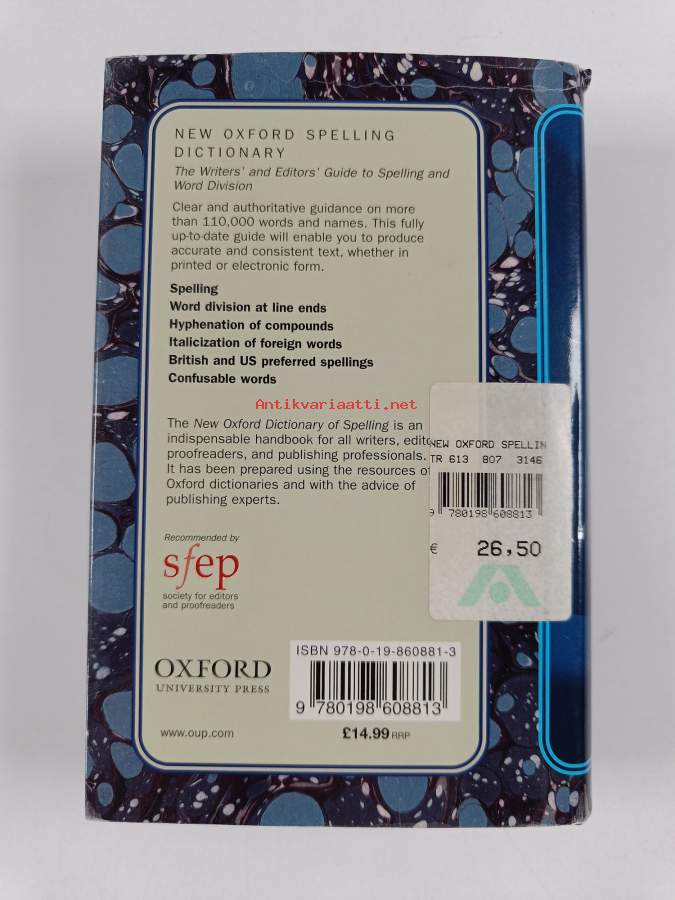 NEW OXFORD SPELLING
DICTIONARY
The Writers' and Editors' Guide to Spelling and
Word Division
Clear and authoritative guidance on more
than 110,000 words and names. This fully
up-to-date guide will enable you to produce
accurate and consistent text, whether in
printed or electronic form.
Spelling
Word division at line ends
Hyphenation of compounds
Italicization of foreign words
British and US preferred spellings
Confusable words
Antikvariaatti.net
The New Oxford Dictionary of Spelling is an
indispensable handbook for all writers, edito
proofreaders, and publishing professionals.
It has been prepared using the resources of
Oxford dictionaries and with the advice of
publishing experts.
NEW OXFORD SPELLIN
TR 613 807 3146
9 780198 608813
€ 26,50
Recommended by
sfep
society for editors
and proofreaders
OXFORD
UNIVERSITY PRESS
www.oup.com
ISBN 978-0-19-860881-3
9 780198 608813
£14.99 RRP